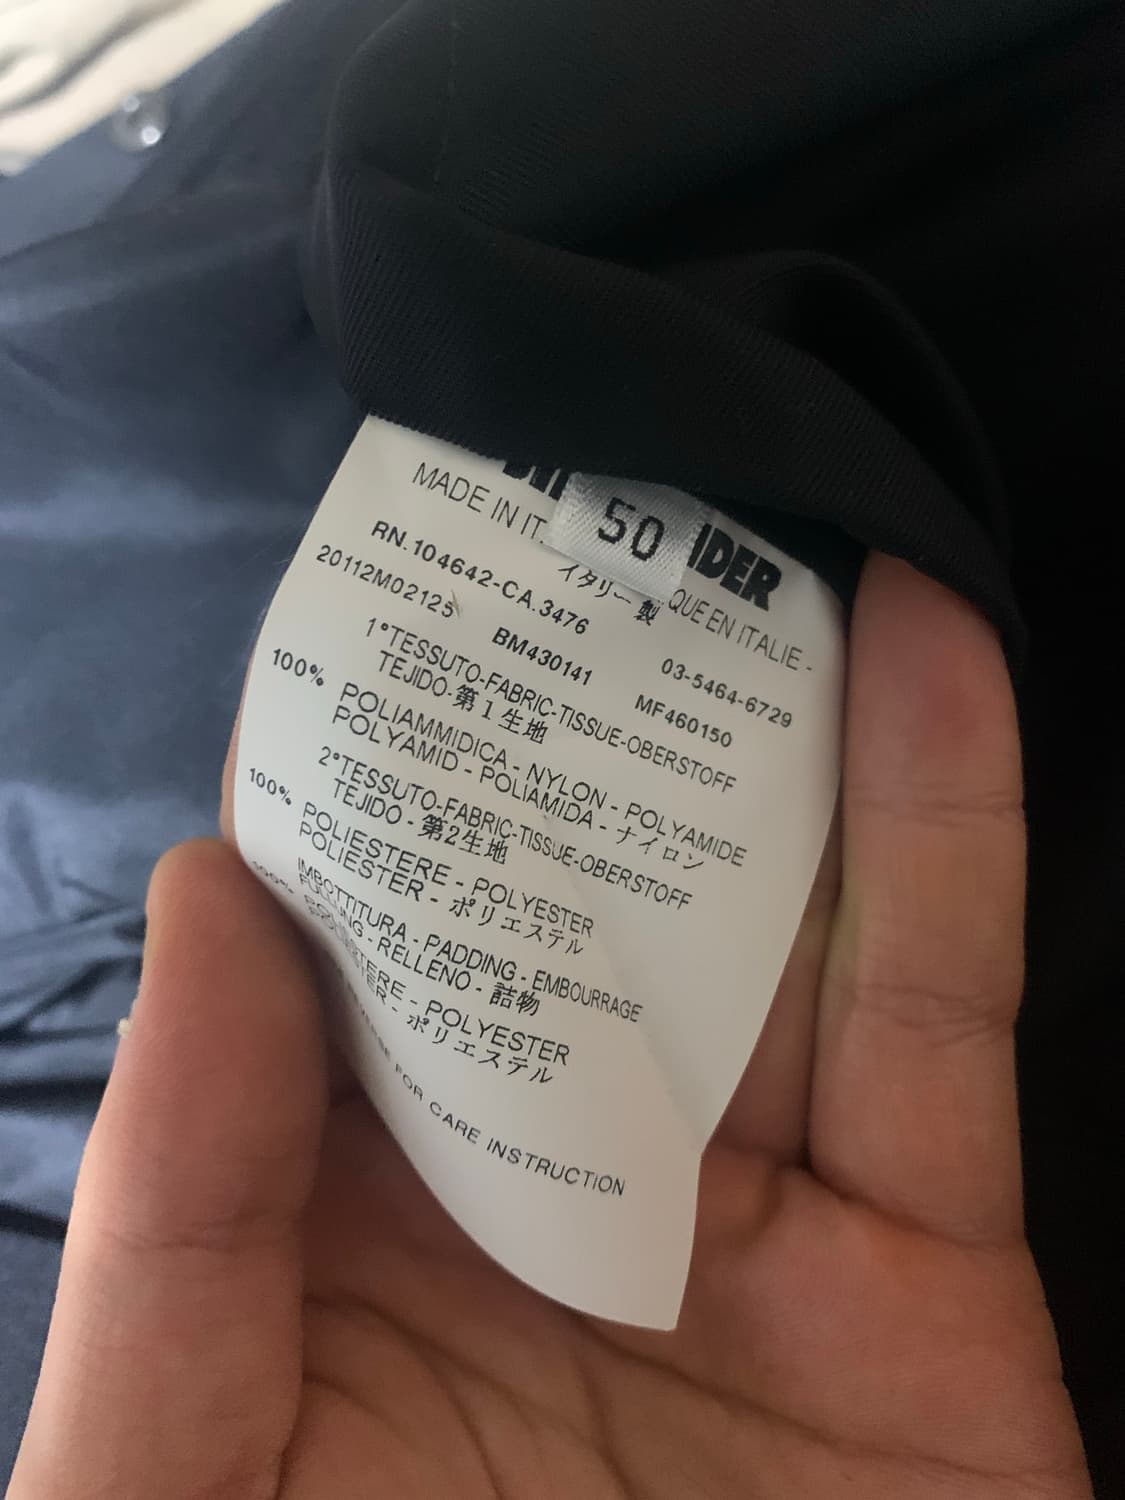 50
IDER
MADE IN IT
QUE EN ITALIE -
イタリー 製
RN.104642-CA.3476
03-5464-6729
20112M02125
BM430141
MF460150
1°TESSUTO-FABRIC-TISSUE-OBERSTOFF
TEJIDO-第1生地
100% POLIAMMIDICA - NYLON - POLYAMIDE
POLYAMID - POLIAMIDA - ナイロン
2°TESSUTO-FABRIC-TISSUE-OBERSTOFF
TEJIDO - 第2生地
100% POLIESTERE - POLYESTER
POLIESTER - ポリエステル
IMBOTTITURA - PADDING - EMBOURRAGE
FULLUNG - RELLENO - 詰物
100% POLYESTER
ポリエステル
FOR CARE INSTRUCTION